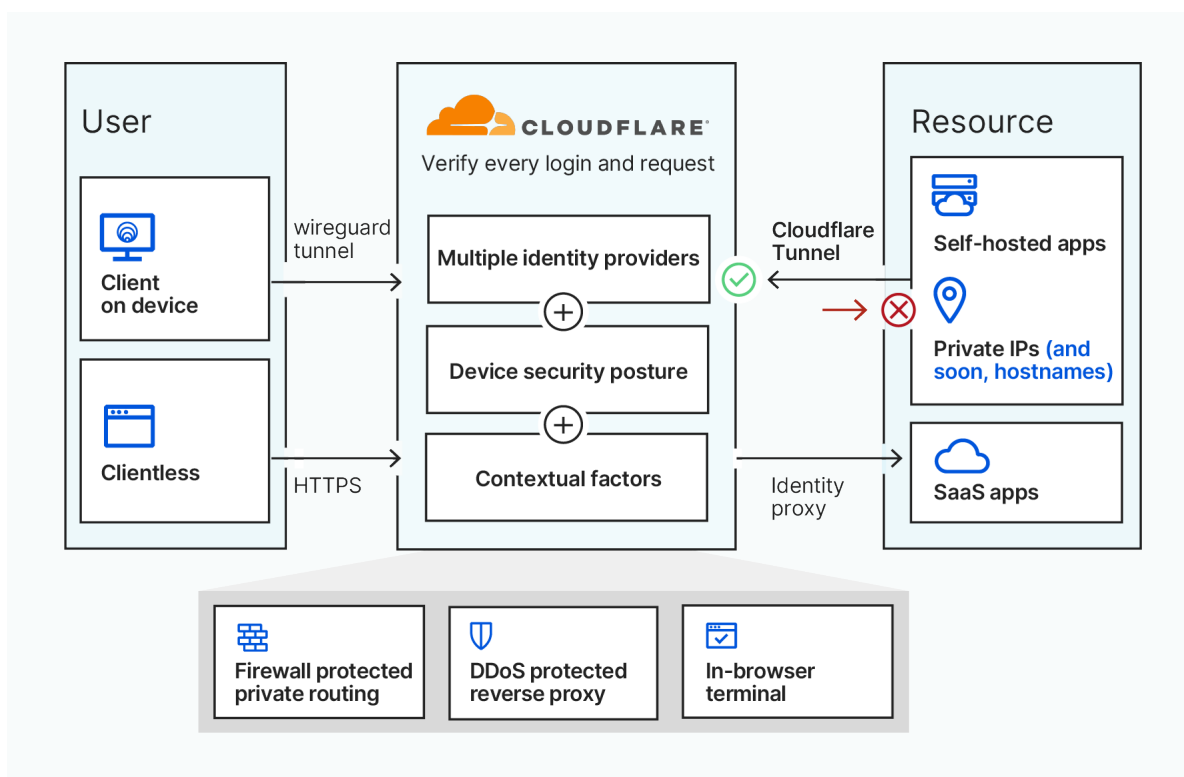 User
Client
on device
Clientless
wireguard
tunnel
HTTPS
CLOUDFLARE
Verify every login and request
Multiple identity providers
Device security posture
Contextual factors
Cloudflare
Tunnel
Identity
proxy
Resource
Self-hosted apps
Private IPs (and
soon, hostnames)
SaaS apps
Firewall protected
private routing
DDoS protected
reverse proxy
In-browser
terminal